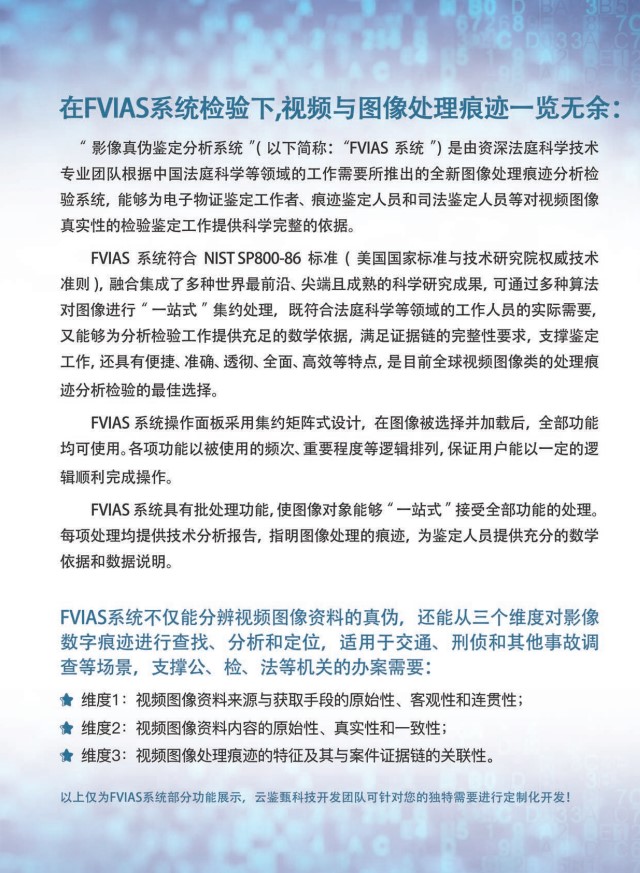 在FVIAS系统检验下,视频与图像处理痕迹一览无余：
“影像真伪鉴定分析系统”(以下简称：“FVIAS 系统”)是由资深法庭科学技术
专业团队根据中国法庭科学等领域的工作需要所推出的全新图像处理痕迹分析检
验系统，能够为电子物证鉴定工作者、痕迹鉴定人员和司法鉴定人员等对视频图像
真实性的检验鉴定工作提供科学完整的依据。
FVIAS 系统符合 NIST SP800-86 标准（美国国家标准与技术研究院权威技术
准则），融合集成了多种世界最前沿、尖端且成熟的科学研究成果，可通过多种算法
对图像进行“一站式”集约处理，既符合法庭科学等领域的工作人员的实际需要，
又能够为分析检验工作提供充足的数学依据，满足证据链的完整性要求，支撑鉴定
工作，还具有便捷、准确、透彻、全面、高效等特点，是目前全球视频图像类的处理痕
迹分析检验的最佳选择。
FVIAS 系统操作面板采用集约矩阵式设计，在图像被选择并加载后，全部功能
均可使用。各项功能以被使用的频次、重要程度等逻辑排列，保证用户能以一定的逻
辑顺利完成操作。
FVIAS 系统具有批处理功能，使图像对象能够“一站式”接受全部功能的处理。
每项处理均提供技术分析报告，指明图像处理的痕迹，为鉴定人员提供充分的数学
依据和数据说明。
FVIAS系统不仅能分辨视频图像资料的真伪，还能从三个维度对影像
数字痕迹进行查找、分析和定位，适用于交通、刑侦和其他事故调
查等场景，支撑公、检、法等机关的办案需要：
维度1：视频图像资料来源与获取手段的原始性、客观性和连贯性；
维度2：视频图像资料内容的原始性、真实性和一致性；
维度3：视频图像处理痕迹的特征及其与案件证据链的关联性。
以上仅为FVIAS系统部分功能展示，云鉴甄科技开发团队可针对您的独特需要进行定制化开发！